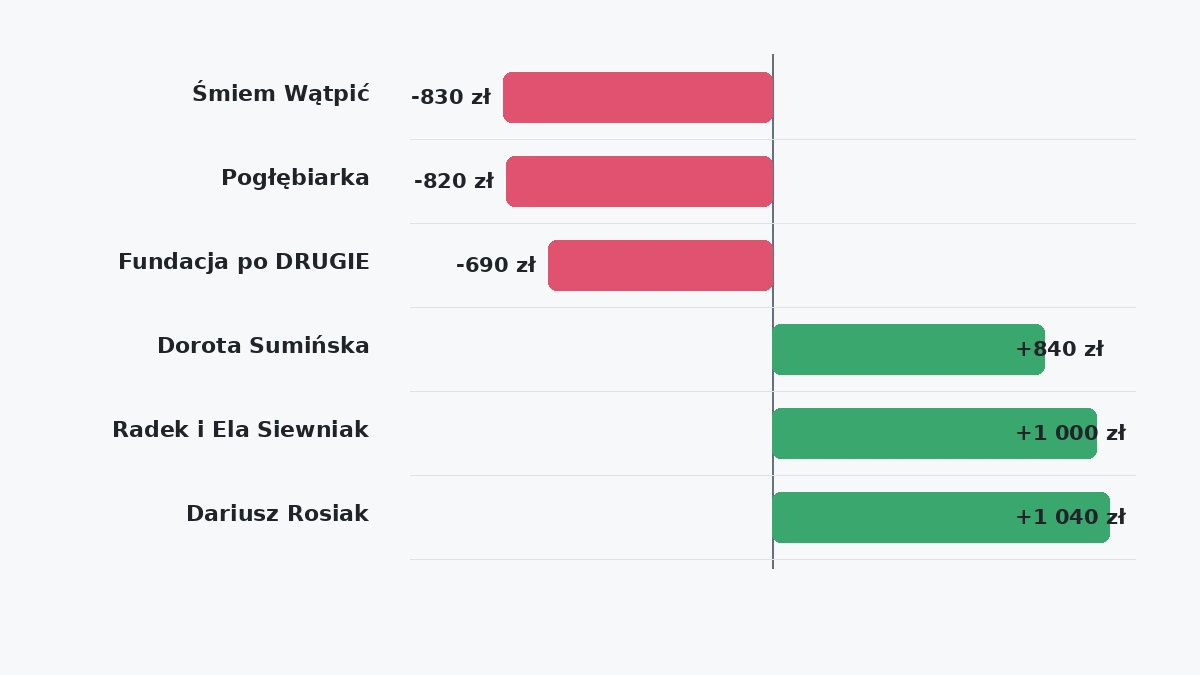 Śmiem Wątpić -830 zł
Pogłębiarka -820 zł
Fundacja po DRUGIE -690 zł
Dorota Sumińska +840 zł
Radek i Ela Siewniak +1 000 zł
Dariusz Rosiak +1 040 zł